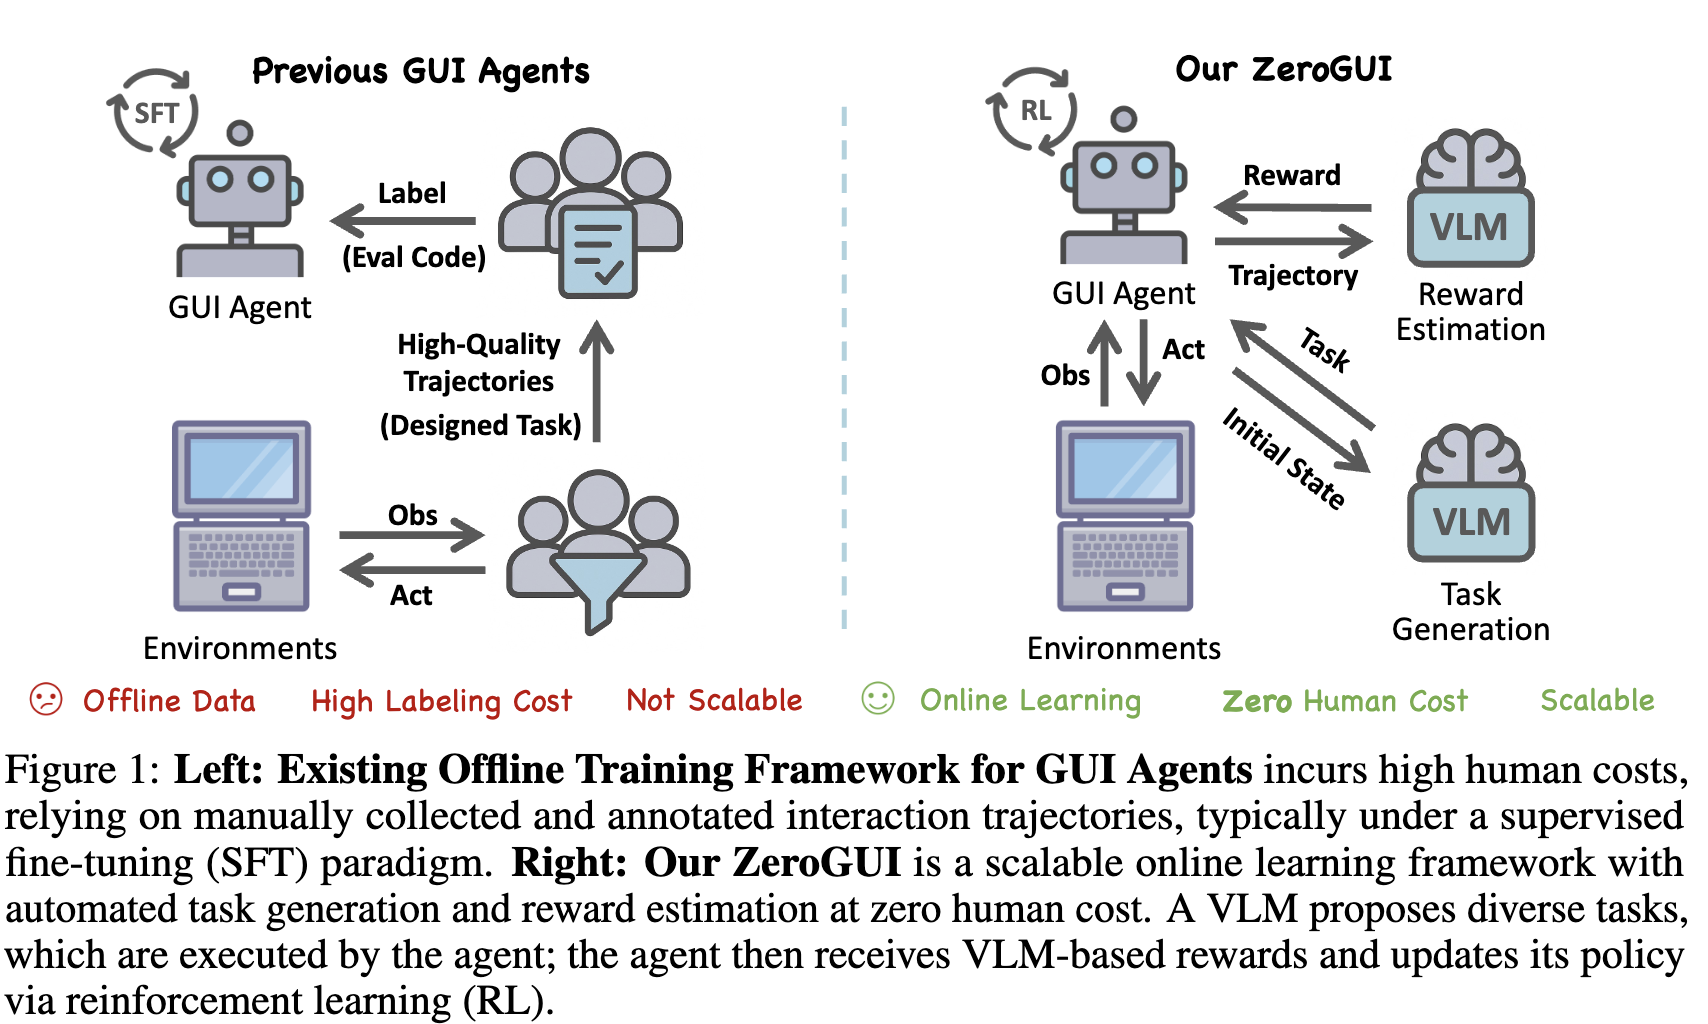 Previous GUI Agents
SFT
Label
(Eval Code)
GUI Agent
High-Quality
Trajectories
(Designed Task)
Obs
Act
Environments
Offline Data
High Labeling Cost
Not Scalable
Our ZeroGUI
RL
Reward
VLM
Trajectory
GUI Agent
Reward
Estimation
Obs
Act
Task
Initial State
VLM
Task
Generation
Environments
Online Learning
Zero Human Cost
Scalable
Figure 1: Left: Existing Offline Training Framework for GUI Agents incurs high human costs,
relying on manually collected and annotated interaction trajectories, typically under a supervised
fine-tuning (SFT) paradigm. Right: Our ZeroGUI is a scalable online learning framework with
automated task generation and reward estimation at zero human cost. A VLM proposes diverse tasks,
which are executed by the agent; the agent then receives VLM-based rewards and updates its policy
via reinforcement learning (RL).